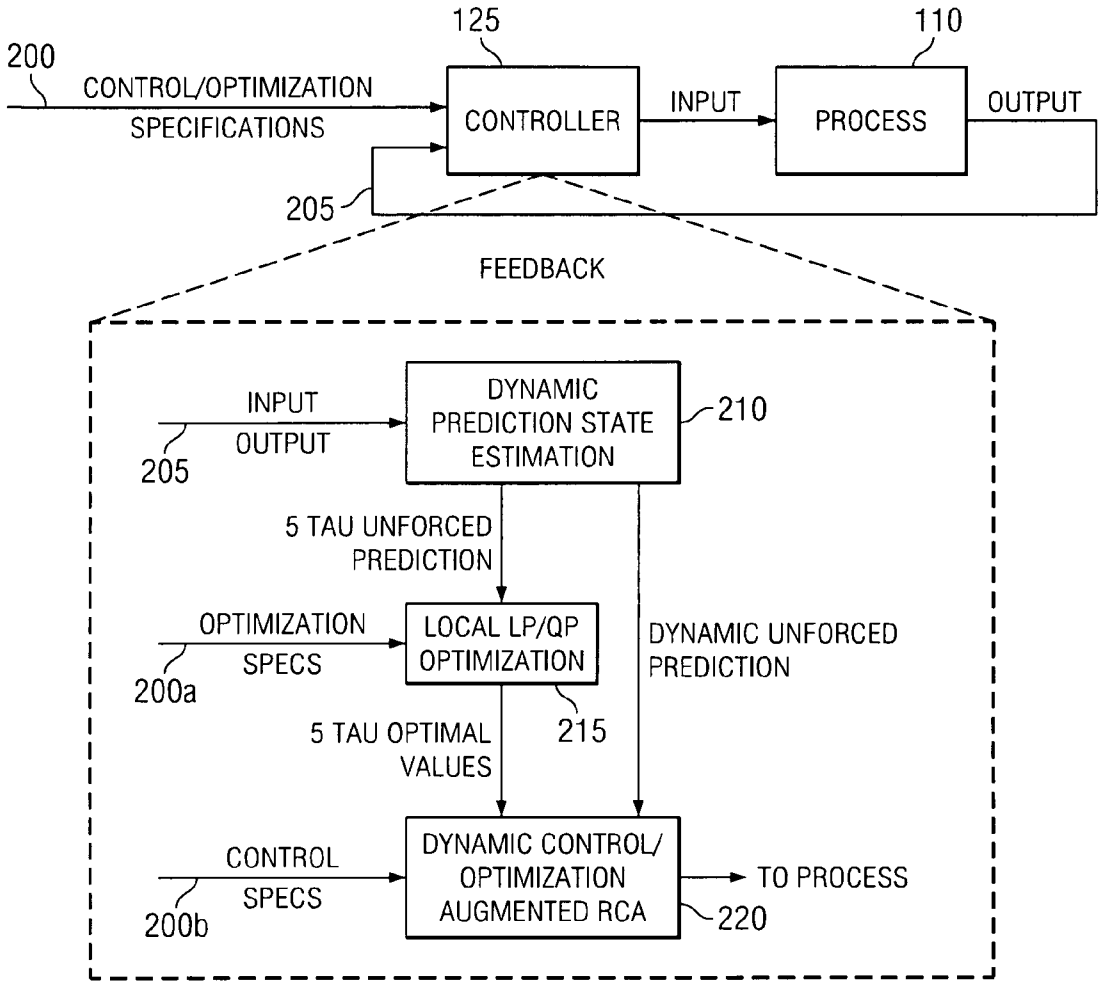 125
110
200
CONTROL/OPTIMIZATION
SPECIFICATIONS
CONTROLLER
INPUT
PROCESS
OUTPUT
205
FEEDBACK
INPUT
OUTPUT
205
DYNAMIC
PREDICTION STATE
ESTIMATION
210
5 TAU UNFORCED
PREDICTION
OPTIMIZATION
SPECS
200a
LOCAL LP/QP
OPTIMIZATION
215
DYNAMIC UNFORCED
PREDICTION
5 TAU OPTIMAL
VALUES
CONTROL
SPECS
200b
DYNAMIC CONTROL/
OPTIMIZATION
AUGMENTED RCA
220
TO PROCESS